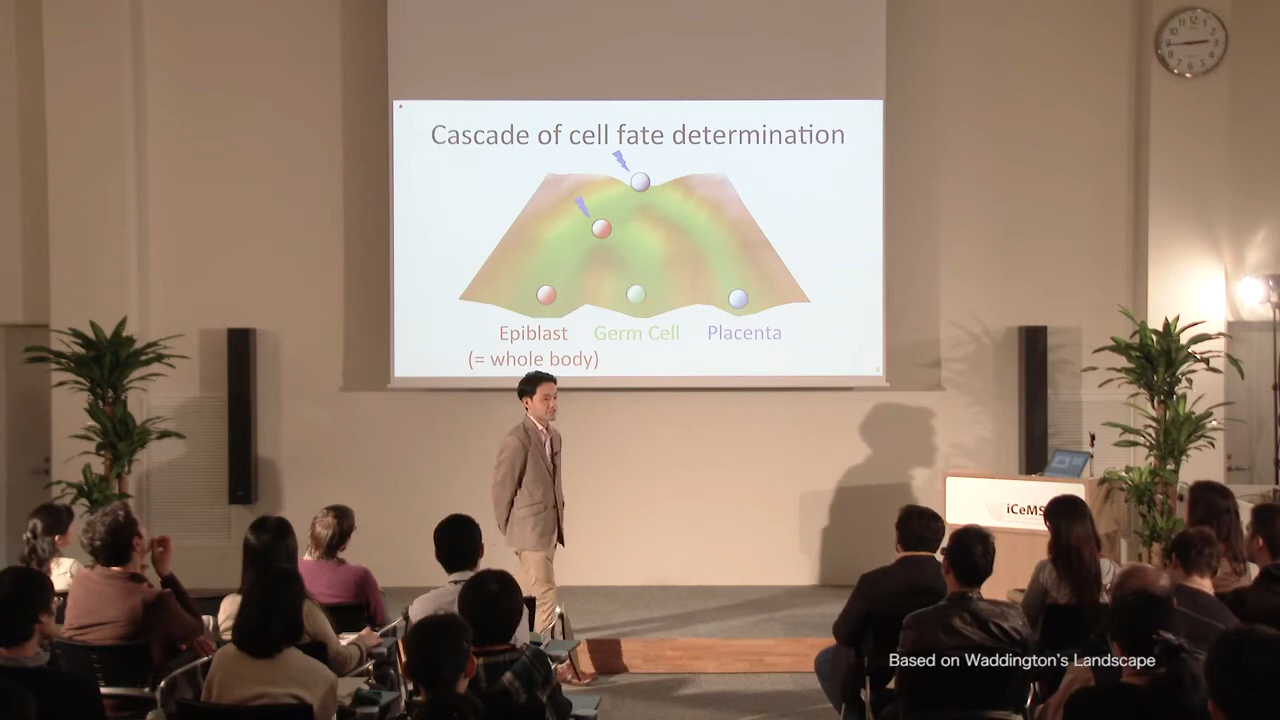 Cascade of cell fate determination
Epiblast Germ Cell Placenta
(= whole body)
iCeMS
Based on Waddington's Landscape